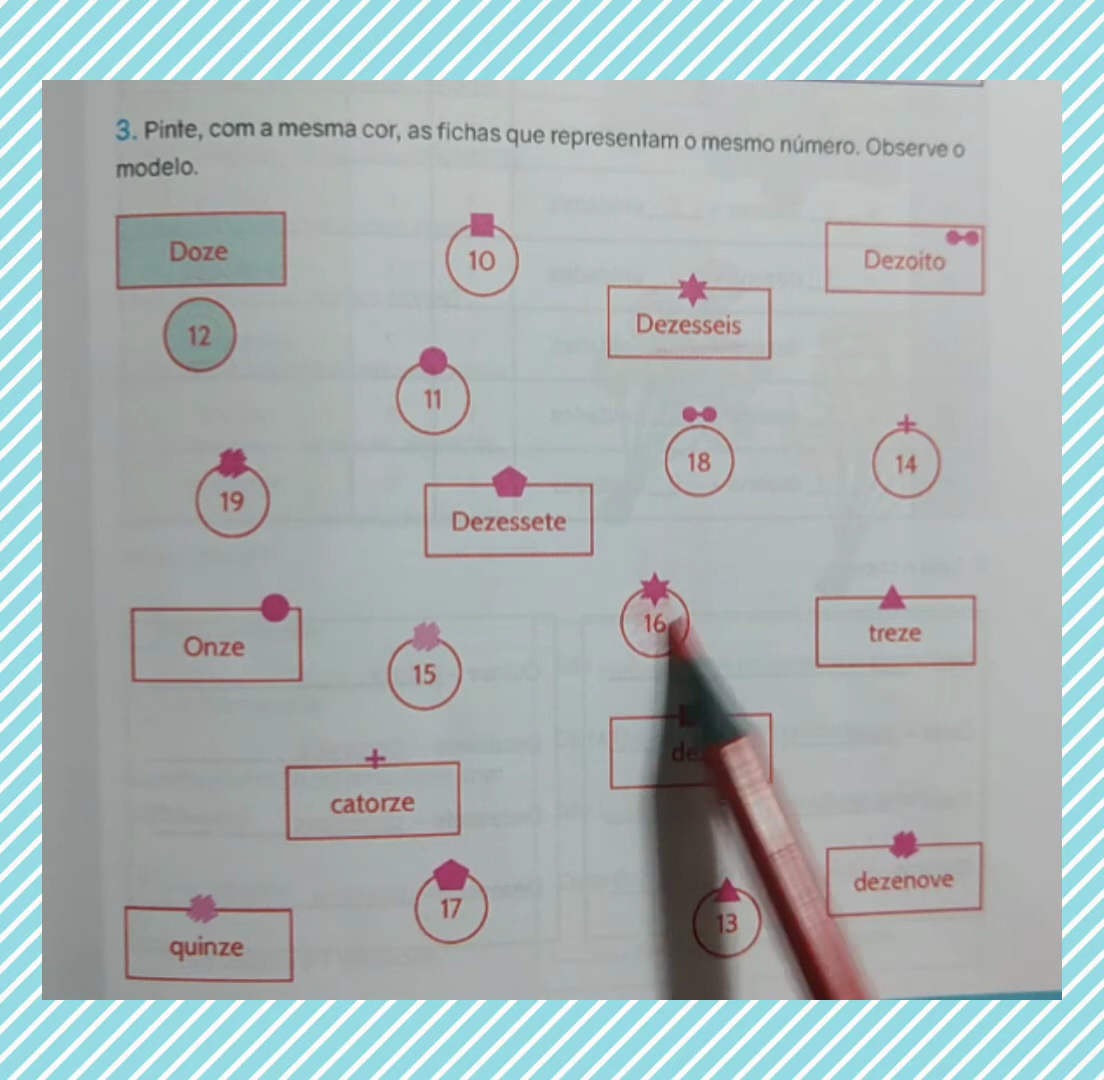 3. Pinte, com a mesma cor, as fichas que representam o mesmo número. Observe o
modelo.
Doze
10
Dezoito
12
Dezesseis
11
18
14
19
Dezessete
Onze
15
16
treze
catorze
quinze
17
13
dezenove